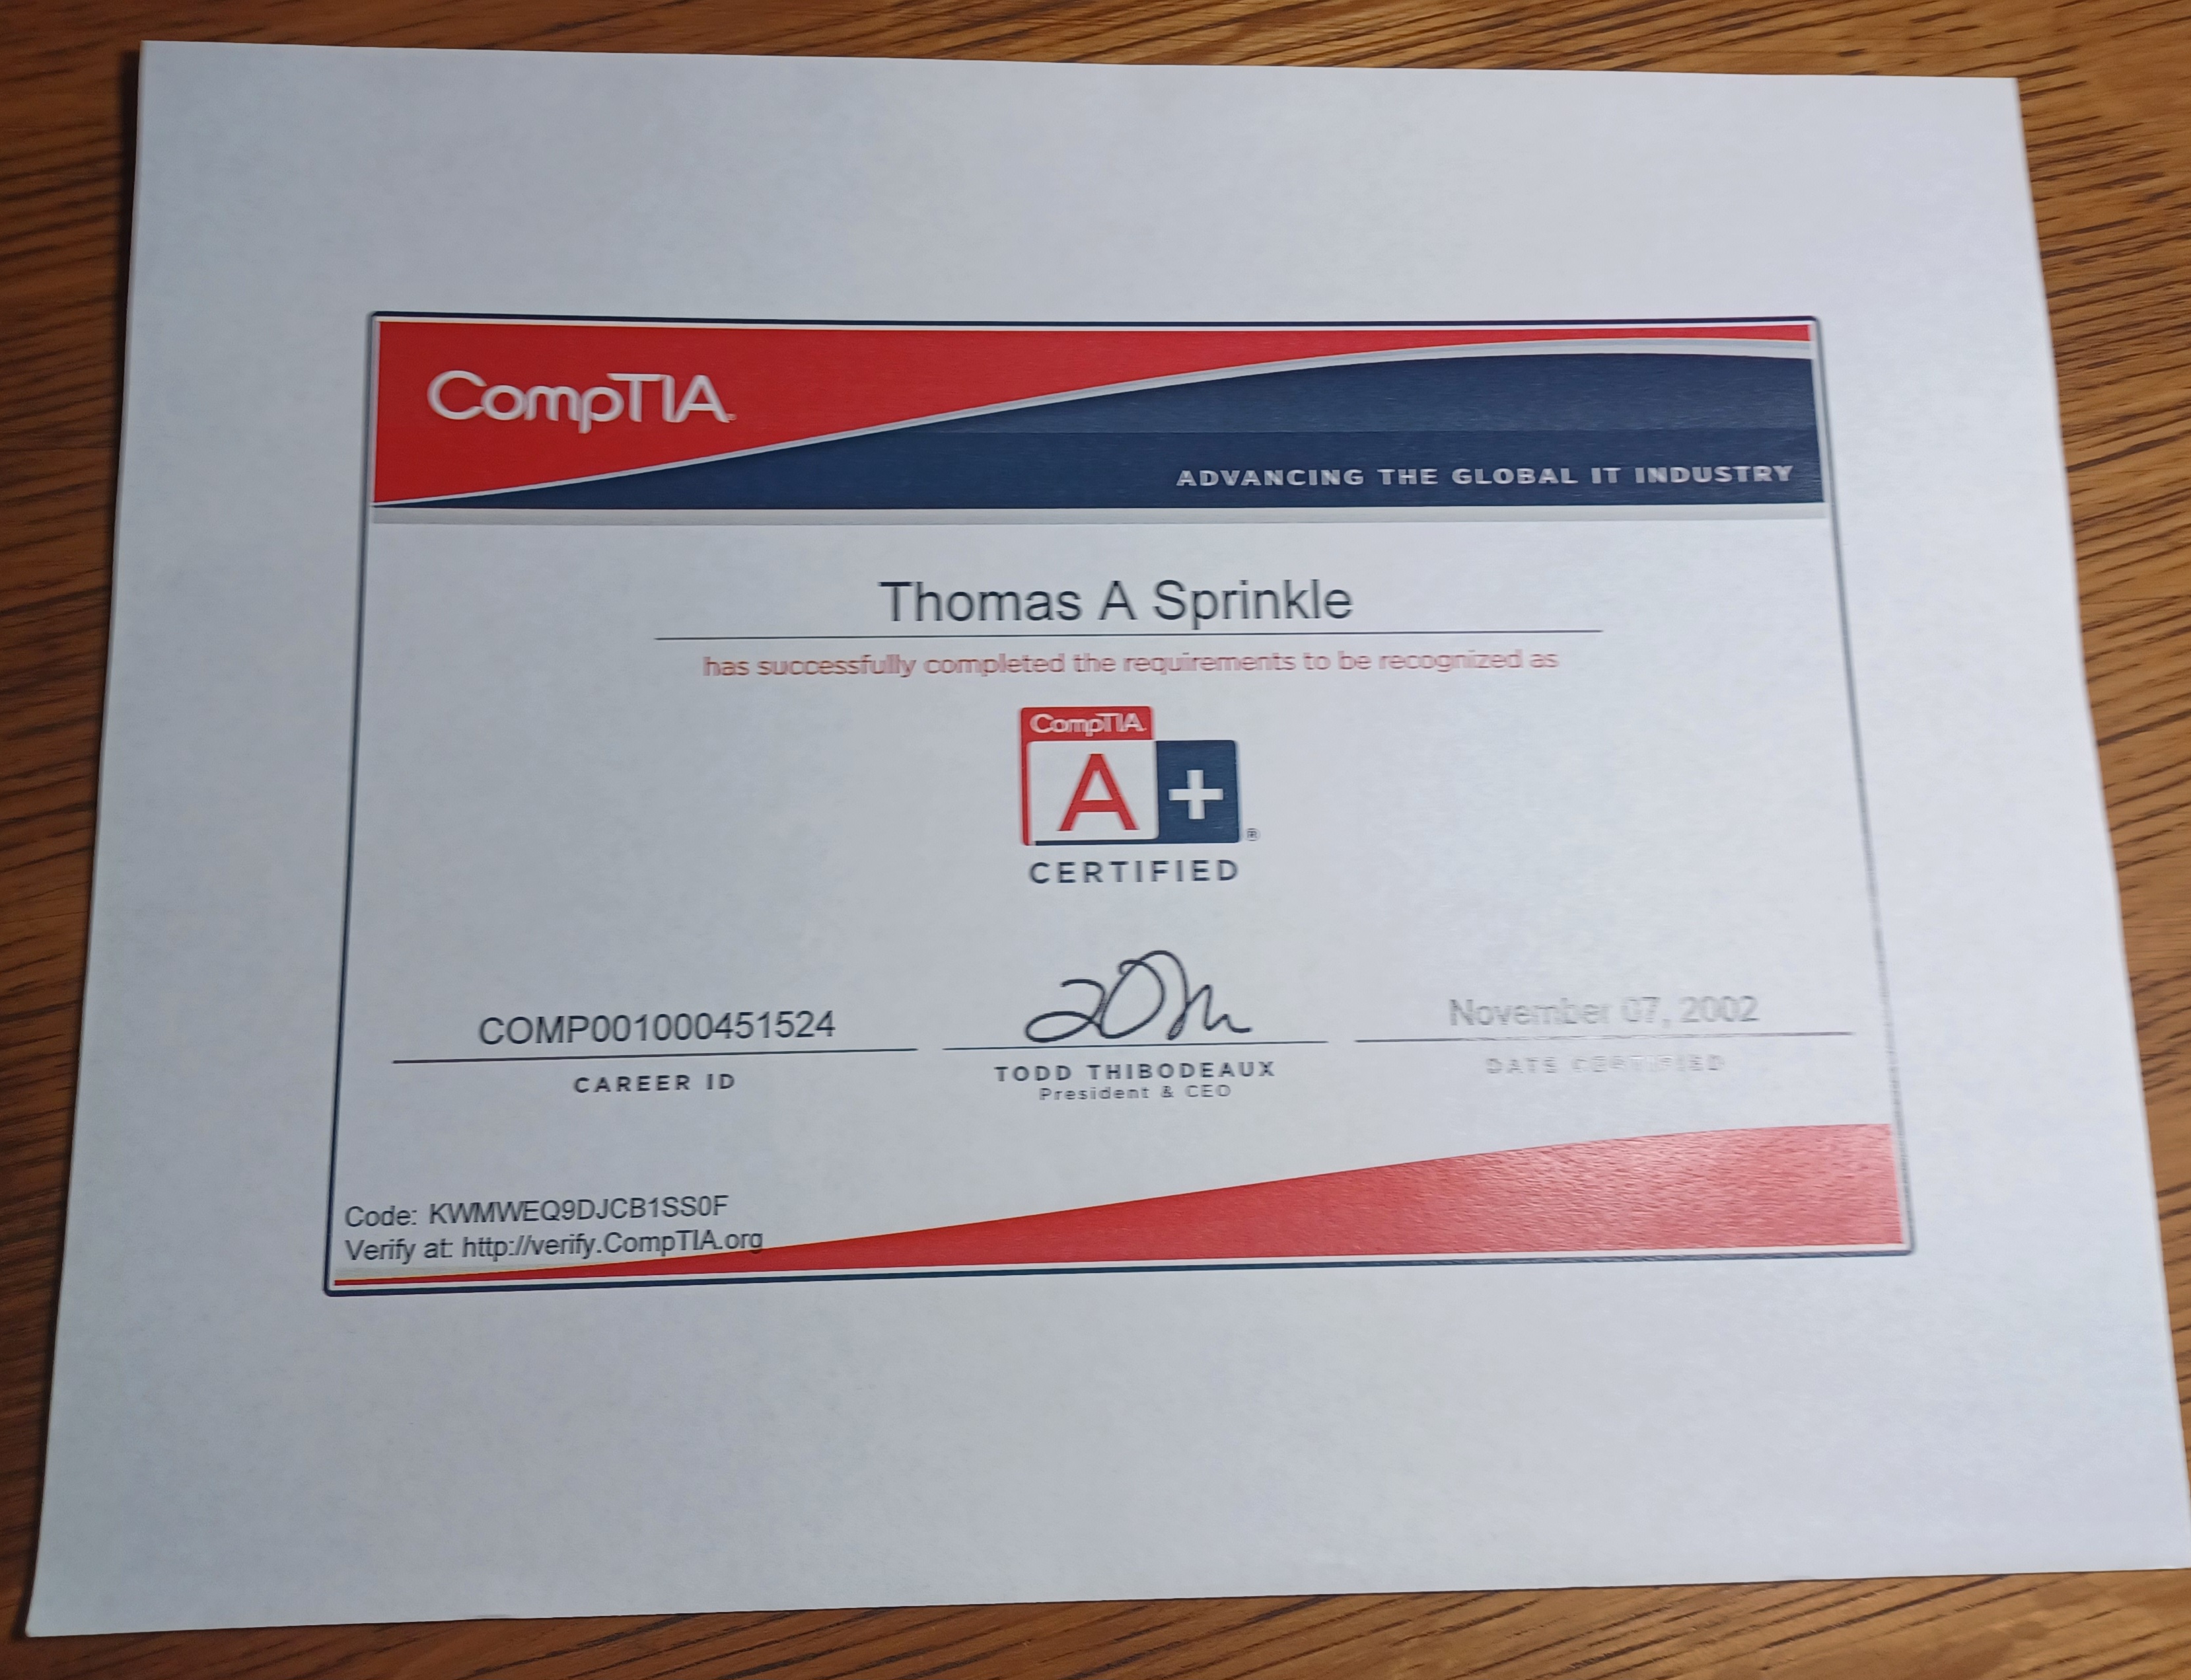 CompTIA.
ADVANCING THE GLOBAL IT INDUSTRY
Thomas A Sprinkle
has successfully completed the requirements to be recognized as
CompTIA.
A+ ®
CERTIFIED
COMP001000451524
CAREER ID
TODD THIBODEAUX
President & CEO
November 07, 2002
DATE CERTIFIED
Code: KWMWEQ9DJCB1SS0F
Verify at: http://verify.CompTIA.org